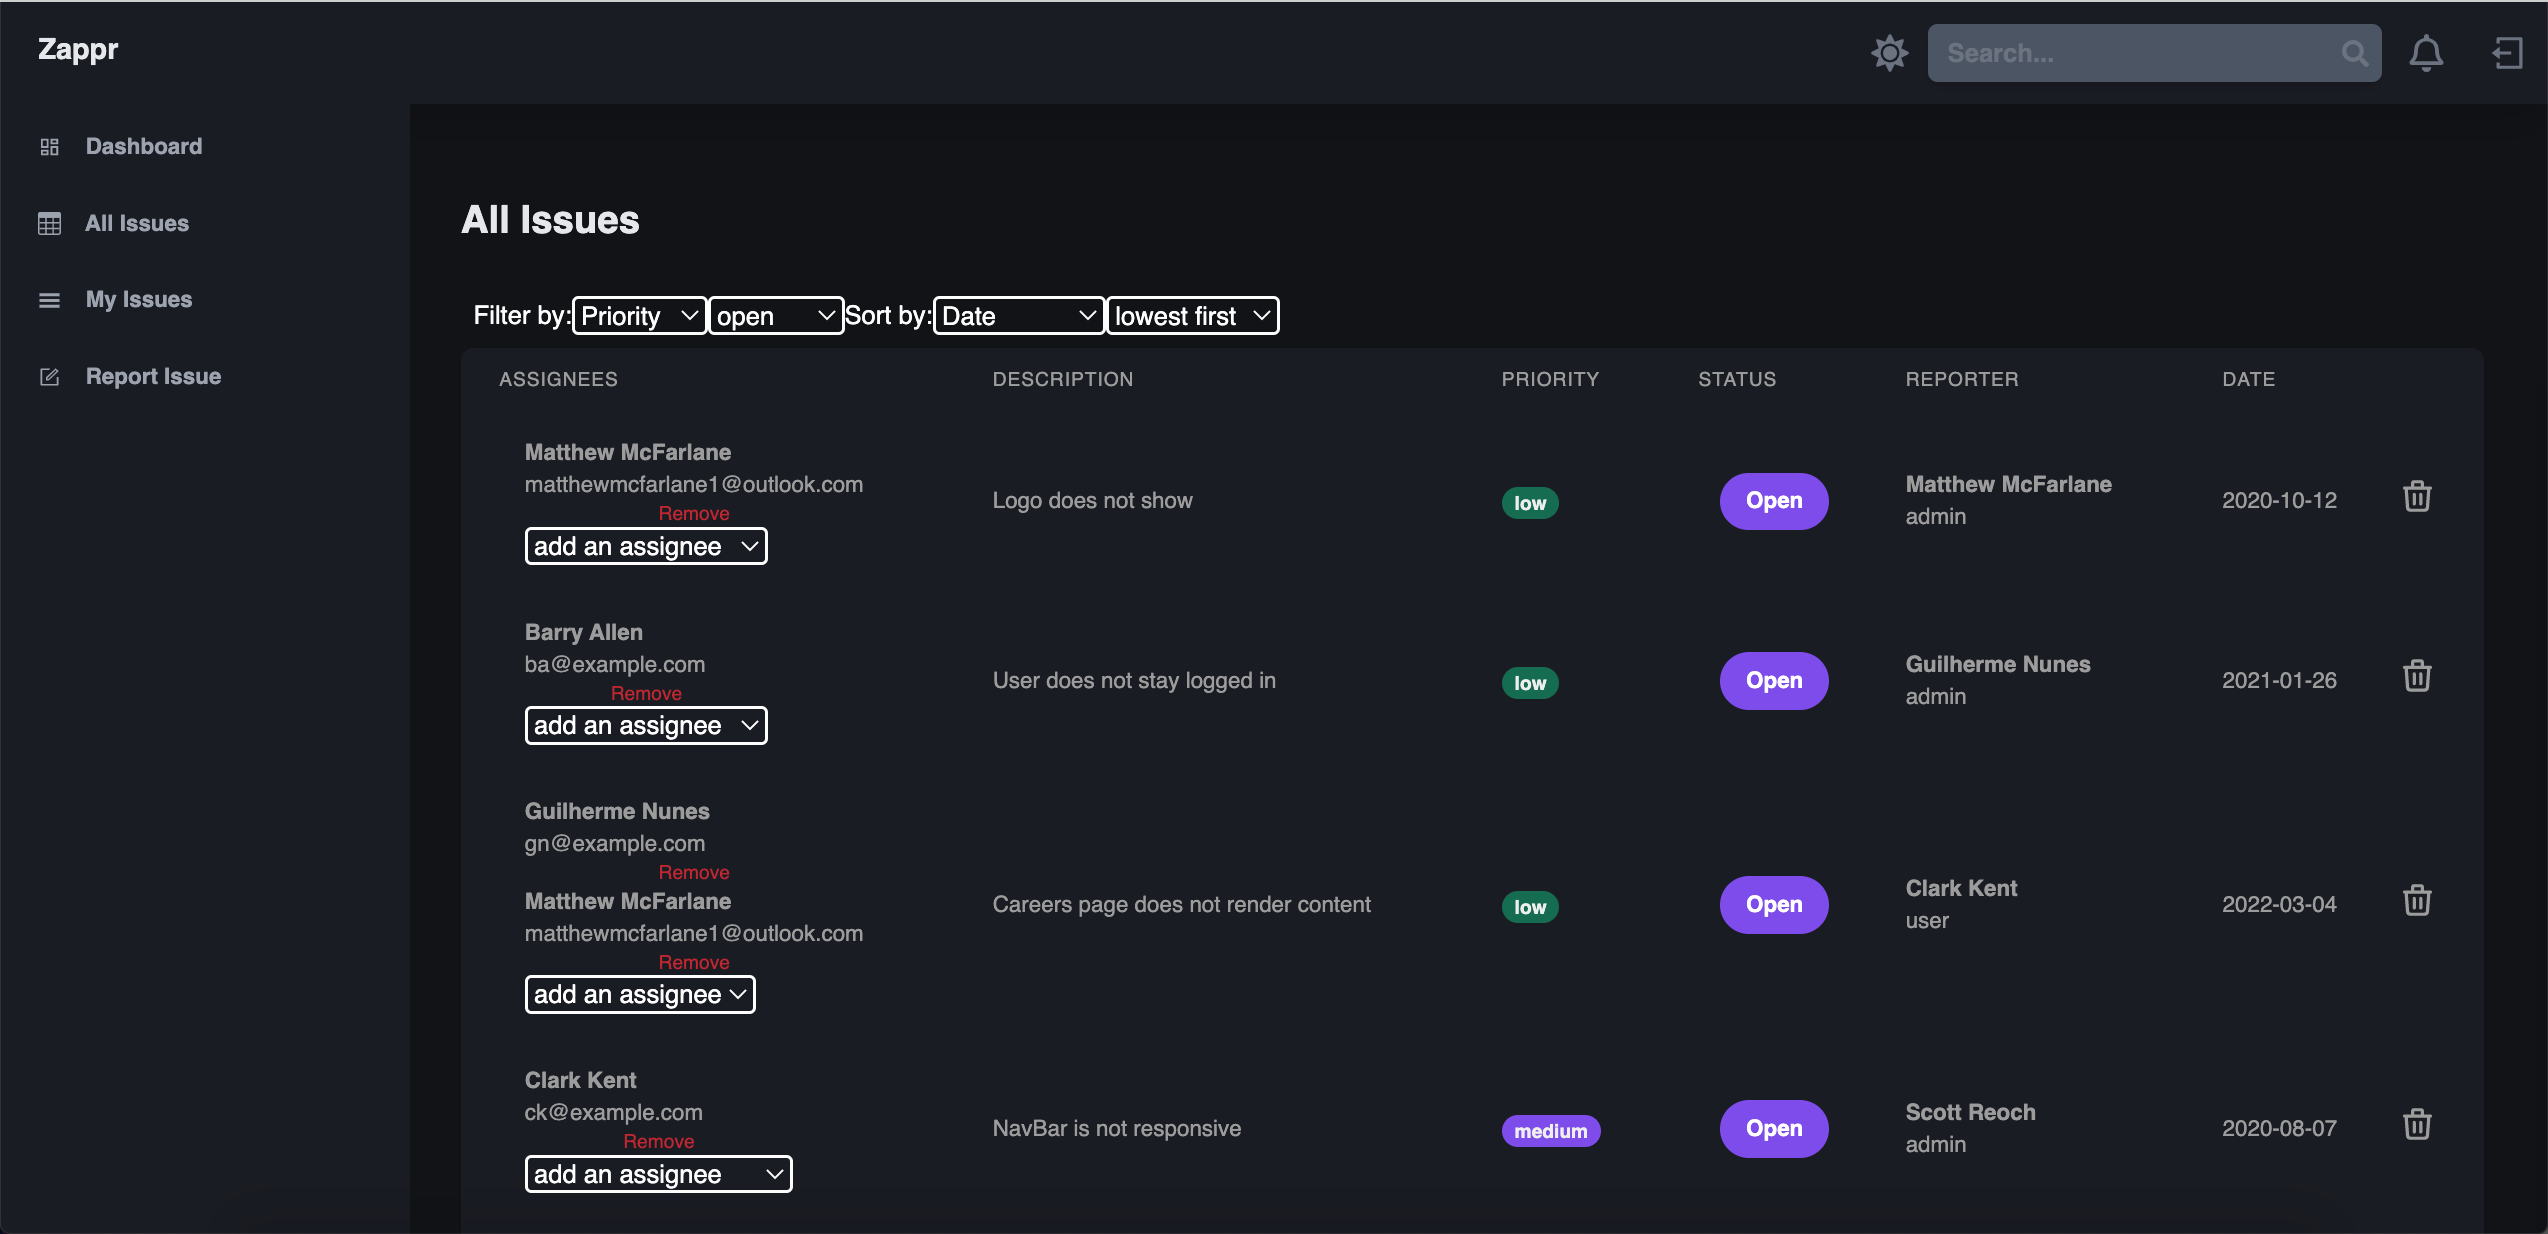 Zappr
Search...
Dashboard
All Issues
My Issues
Report Issue
All Issues
Filter by: Priority open Sort by: Date lowest first
ASSIGNEES DESCRIPTION PRIORITY STATUS REPORTER DATE
Matthew McFarlane
matthewmcfarlane1@outlook.com
Remove
add an assignee
Logo does not show
low
Open
Matthew McFarlane
admin
2020-10-12
Barry Allen
ba@example.com
Remove
add an assignee
User does not stay logged in
low
Open
Guilherme Nunes
admin
2021-01-26
Guilherme Nunes
gn@example.com
Remove
Matthew McFarlane
matthewmcfarlane1@outlook.com
Remove
add an assignee
Careers page does not render content
low
Open
Clark Kent
user
2022-03-04
Clark Kent
ck@example.com
Remove
add an assignee
NavBar is not responsive
medium
Open
Scott Reoch
admin
2020-08-07